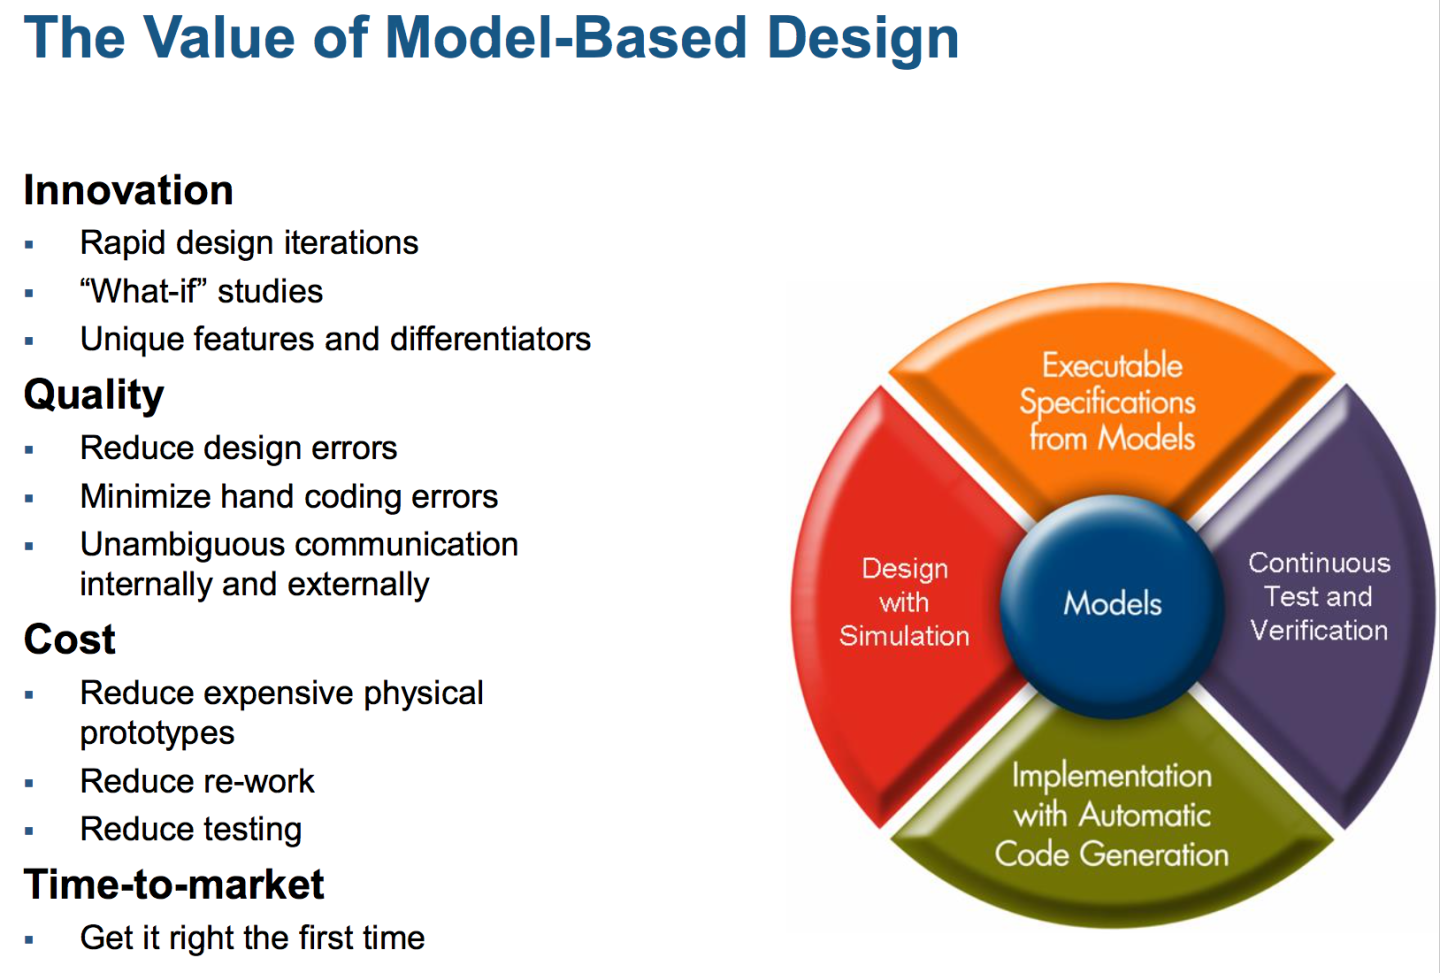 The Value of Model-Based Design
Innovation
▪ Rapid design iterations
▪ “What-if” studies
▪ Unique features and differentiators
Quality
▪ Reduce design errors
▪ Minimize hand coding errors
▪ Unambiguous communication
internally and externally
Cost
▪ Reduce expensive physical
prototypes
▪ Reduce re-work
▪ Reduce testing
Time-to-market
▪ Get it right the first time
Executable
Specifications
from Models
Design
with
Simulation
Models
Continuous
Test and
Verification
Implementation
with Automatic
Code Generation